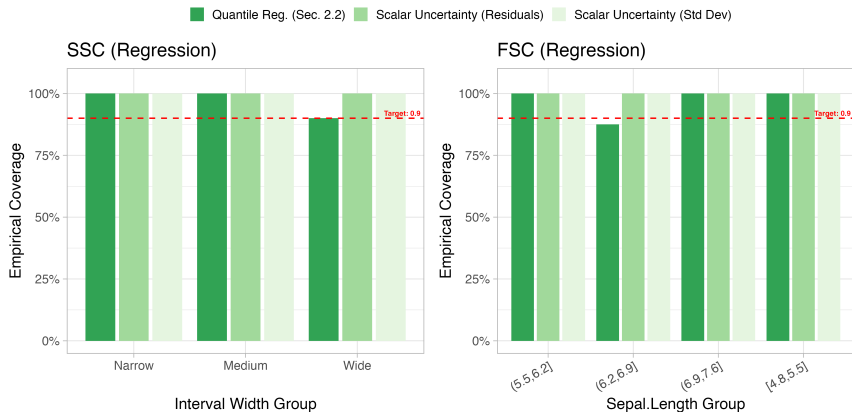 Quantile Reg. (Sec. 2.2) Scalar Uncertainty (Residuals) Scalar Uncertainty (Std Dev)
SSC (Regression)
Empirical Coverage
100%
75%
50%
25%
0%
Target: 0.9
Narrow Medium Wide
Interval Width Group
FSC (Regression)
Empirical Coverage
100%
75%
50%
25%
0%
Target: 0.9
(5.5,6.2] (6.2,6.9] (6.9,7.6] [4.8,5.5]
Sepal.Length Group